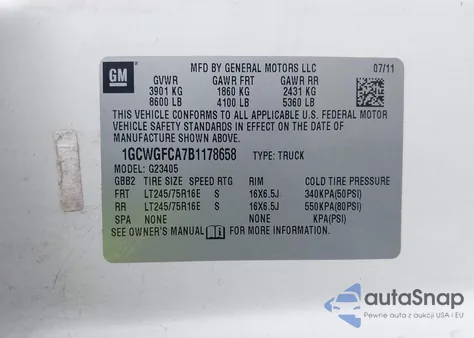 GM
MFD BY GENERAL MOTORS LLC 07/11
GVWR GAWR FRT GAWR RR
3901 KG 1860 KG 2431 KG
8600 LB 4100 LB 5360 LB
THIS VEHICLE CONFORMS TO ALL APPLICABLE U.S. FEDERAL MOTOR
VEHICLE SAFETY STANDARDS IN EFFECT ON THE DATE OF
MANUFACTURE SHOWN ABOVE.
1GCWGFCA7B1178658 TYPE: TRUCK
MODEL: G23405
GBB2 TIRE SIZE SPEED RTG RIM COLD TIRE PRESSURE
FRT LT245/75R16E S 16X6.5J 340KPA(50PSI)
RR LT245/75R16E S 16X6.5J 550KPA(80PSI)
SPA NONE NONE KPA(PSI)
SEE OWNER'S MANUAL FOR MORE INFORMATION.
autoSnap
Pewne auta z aukcji USA i EU